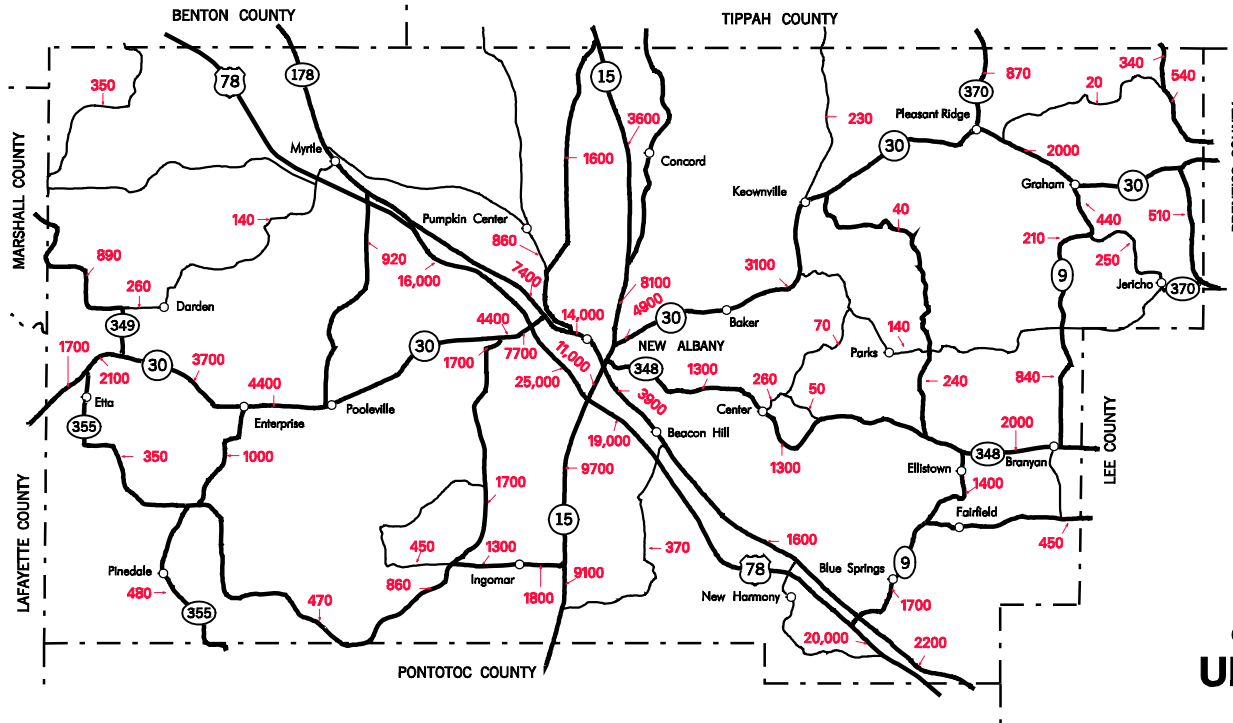 BENTON COUNTY
TIPPAH COUNTY
78
178
15
350
340
20
540
870
370
Pleasant Ridge
3600
230
1600
Concord
30
2000
Myrtle
MARSHALL COUNTY
Keownville
Graham
30
140
Pumpkin Center
40
440
510
210
860
250
890
920
16,000
7400
3100
9
Jericho
370
260
Darden
8100
4900
349
14,000
30
Baker
4400
70
140
NEW ALBANY
1700
2100
30
3700
30
1700
7700
11,000
Parks
348
1300
4400
25,000
260
50
240
840
Etta
Enterprise
Pooleville
3900
Center
355
19,000
Beacon Hill
2000
350
1000
9700
1300
348
Branyan
LEE COUNTY
Ellistown
1400
1700
LAFAYETTE COUNTY
15
Fairfield
450
1300
370
1600
450
9
Pinedale
480
860
Ingomar
1800
9100
78
Blue Springs
New Harmony
1700
355
470
20,000
2200
PONTOTOC COUNTY